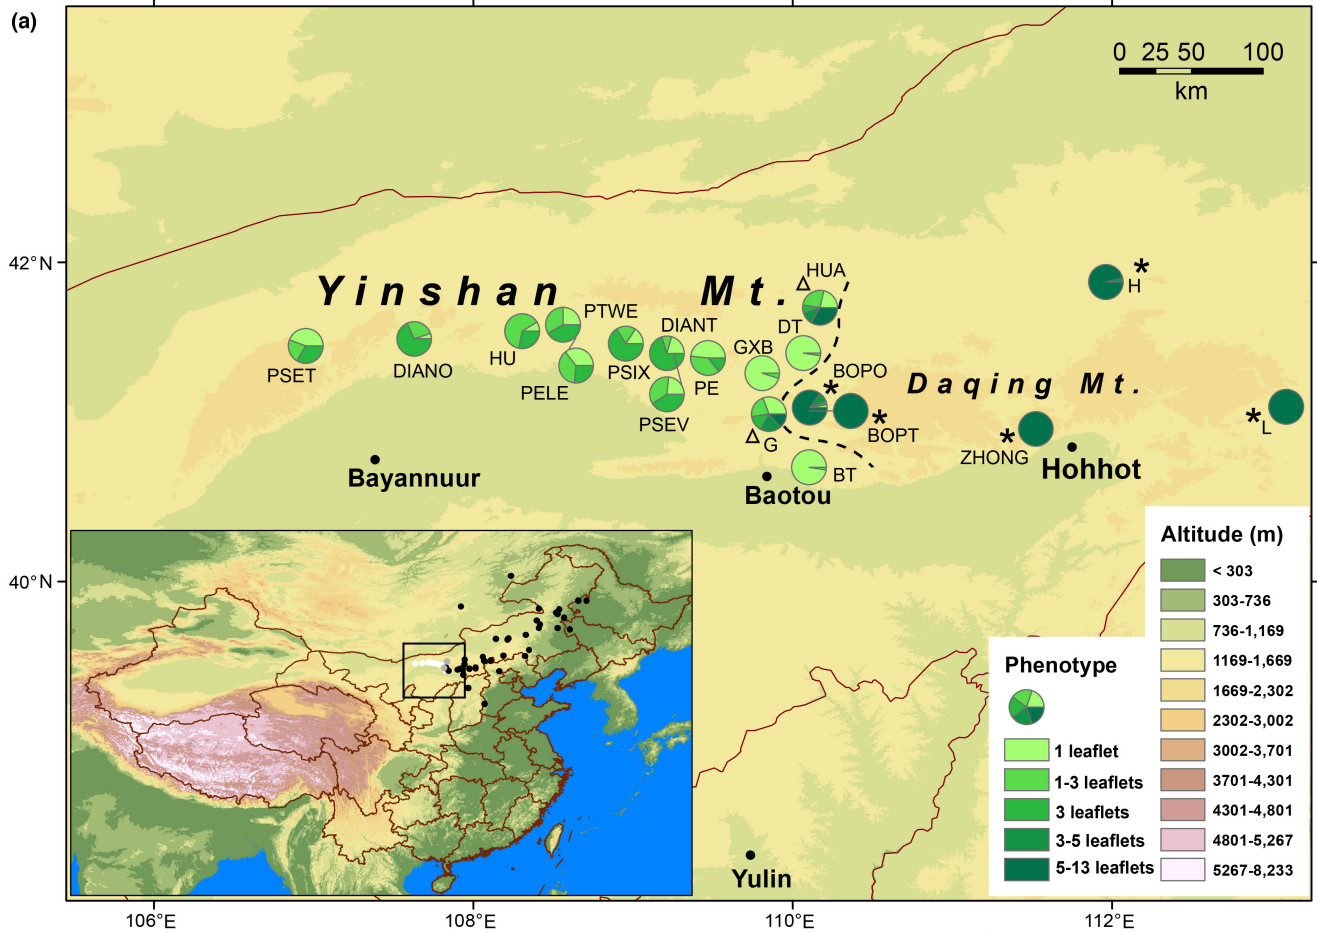 (a)
0 25 50 100
km
42°N
40°N
Yinshan Mt.
HUA
H
PTWE
DIANT
DT
GXB
BOPO
Daqing Mt.
HU
PSET
DIANO
PELE
PSIX
PE
PSEV
G
BOPT
L
ZHONG
BT
Bayannuur
Baotou
Hohhot
Yulin
Altitude (m)
< 303
303-736
736-1,169
1169-1,669
1669-2,302
2302-3,002
3002-3,701
3701-4,301
4301-4,801
4801-5,267
5267-8,233
Phenotype
1 leaflet
1-3 leaflets
3 leaflets
3-5 leaflets
5-13 leaflets
106°E
108°E
110°E
112°E